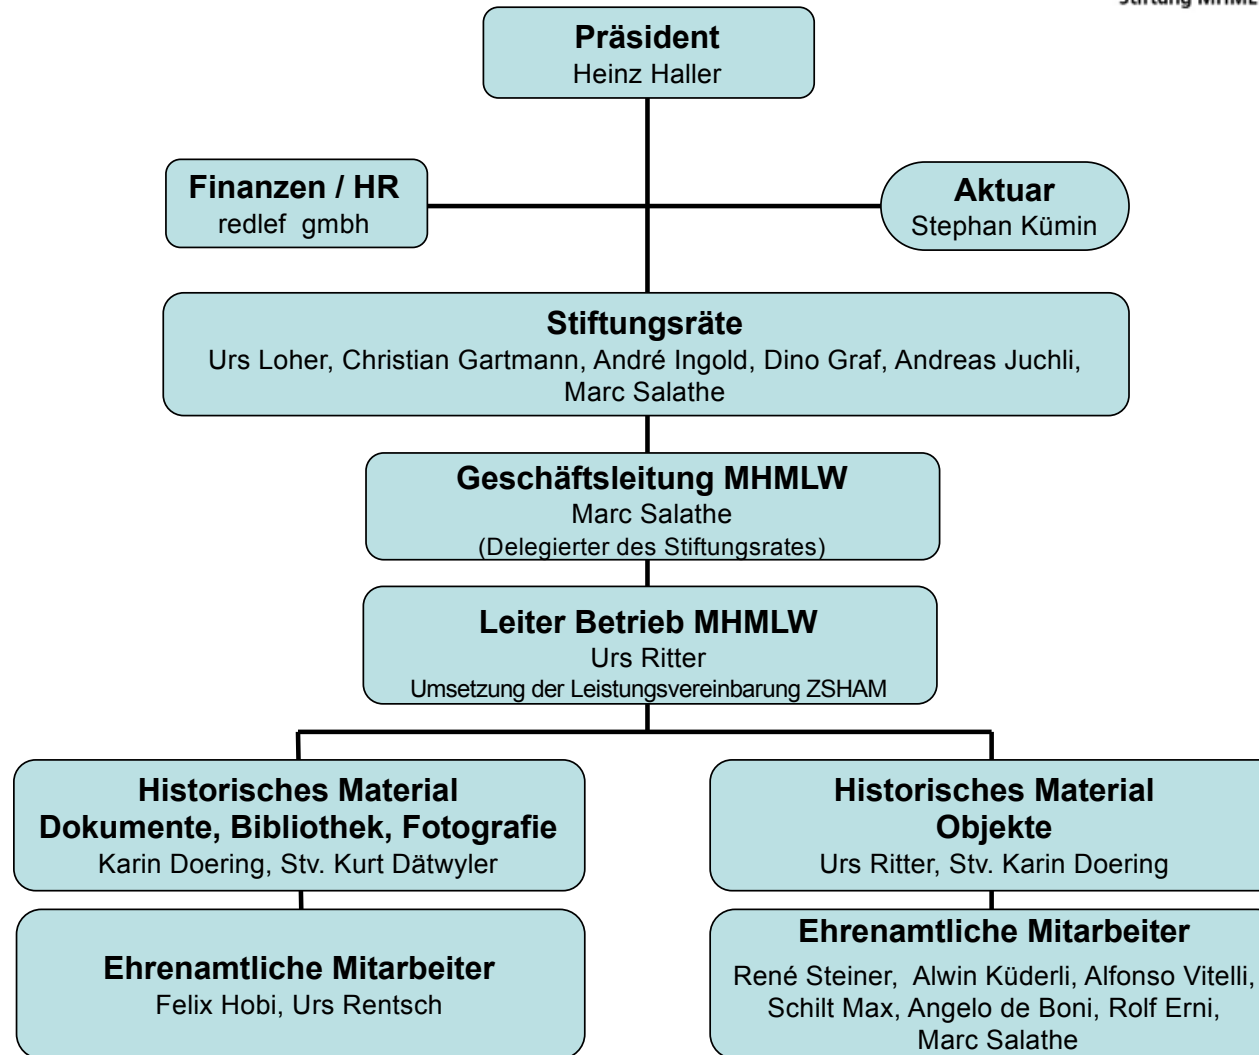 Präsident
Heinz Haller
Finanzen / HR
redlef gmbh
Aktuar
Stephan Kümin
Stiftungsräte
Urs Loher, Christian Gartmann, André Ingold, Dino Graf, Andreas Juchli,
Marc Salathe
Geschäftsleitung MHMLW
Marc Salathe
(Delegierter des Stiftungsrates)
Leiter Betrieb MHMLW
Urs Ritter
Umsetzung der Leistungsvereinbarung ZSHAM
Historisches Material
Dokumente, Bibliothek, Fotografie
Karin Doering, Stv. Kurt Dätwyler
Historisches Material
Objekte
Urs Ritter, Stv. Karin Doering
Ehrenamtliche Mitarbeiter
Felix Hobi, Urs Rentsch
Ehrenamtliche Mitarbeiter
René Steiner, Alwin Küderli, Alfonso Vitelli,
Schilt Max, Angelo de Boni, Rolf Erni,
Marc Salathe